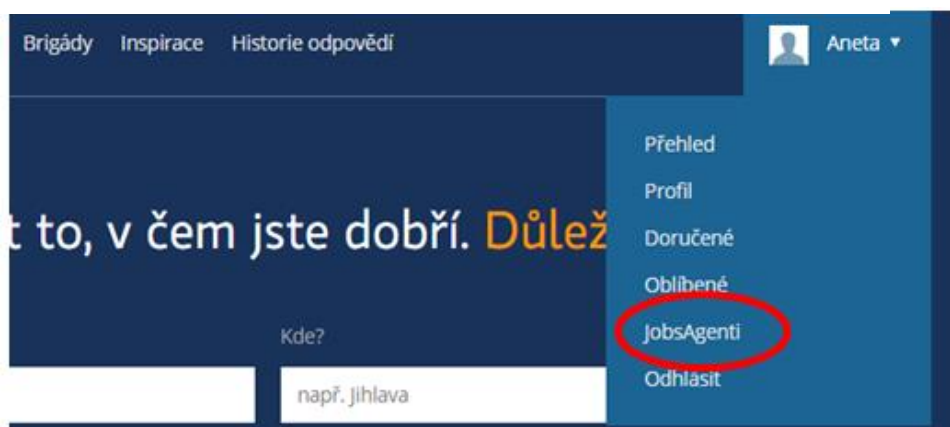 Brigády Inspirace Historie odpovědí Aneta ▼
Přehled
Profil
t to, v čem jste dobří. Důlež
Doručené
Oblíbené
Kde?
JobsAgenti
Odhlásit
např. Jihlava